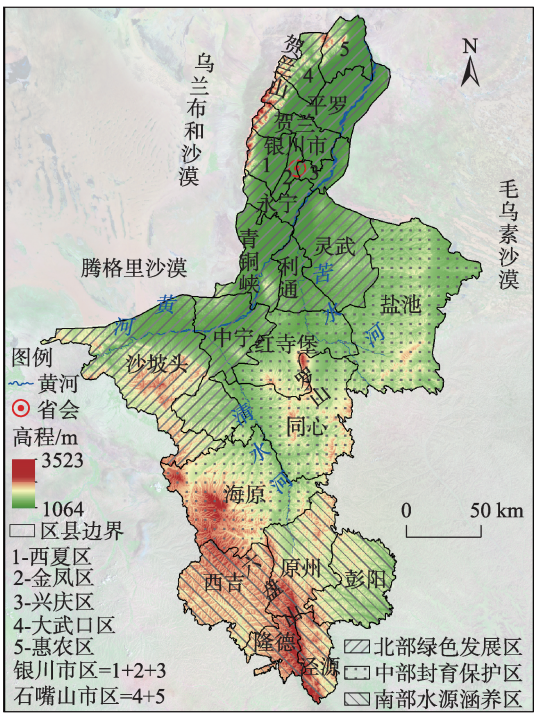 N
贺兰山
5
4
乌兰布和沙漠
平罗
贺兰
银川市
1
2
3
永宁
毛乌素沙漠
青铜峡
灵武
利通
苦水河
腾格里沙漠
盐池
黄河
中宁
红寺堡
沙坡头
罗山
清水河
同心
海原
西吉
原州
彭阳
六盘山
隆德
泾源
图例
黄河
省会
高程/m
3523
1064
区县边界
1-西夏区
2-金凤区
3-兴庆区
4-大武口区
5-惠农区
银川市区=1+2+3
石嘴山市区=4+5
0 50 km
北部绿色发展区
中部封育保护区
南部水源涵养区